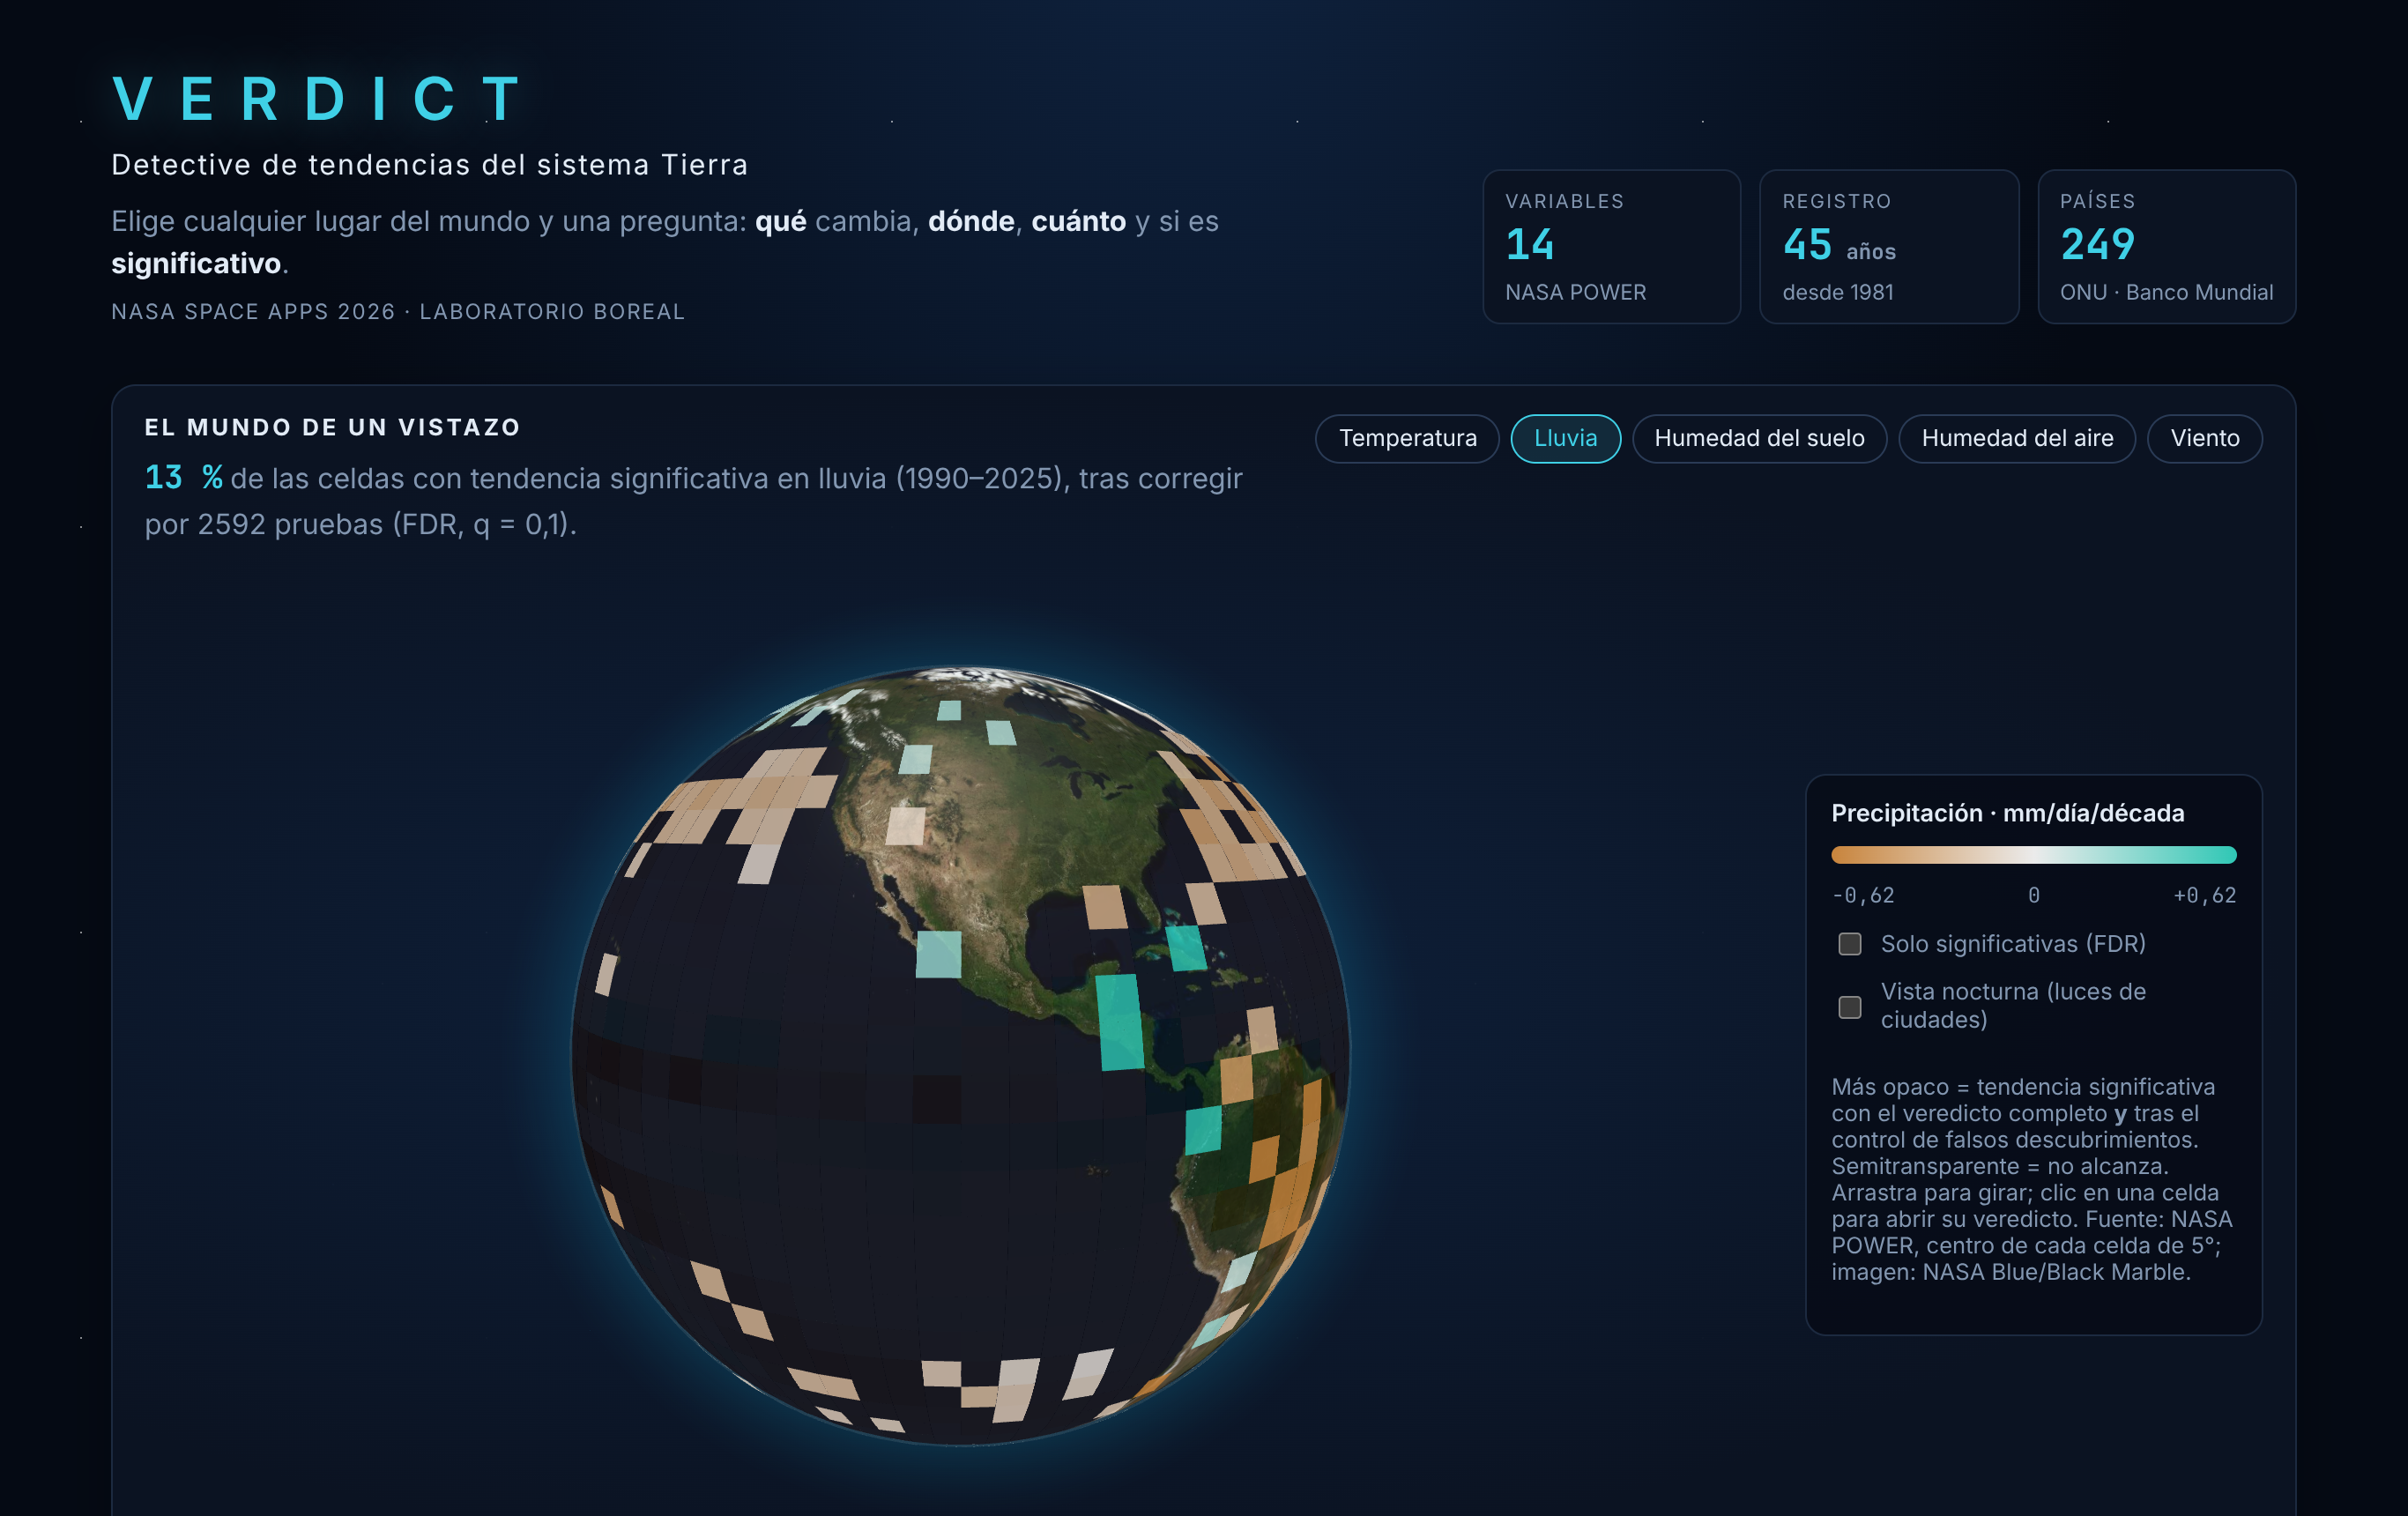 VERDICT
Detective de tendencias del sistema Tierra
Elige cualquier lugar del mundo y una pregunta: qué cambia, dónde, cuánto y si es
significativo.
NASA SPACE APPS 2026 · LABORATORIO BOREAL
VARIABLES
14
NASA POWER
REGISTRO
45 años
desde 1981
PAÍSES
249
ONU · Banco Mundial
EL MUNDO DE UN VISTAZO
13 % de las celdas con tendencia significativa en lluvia (1990–2025), tras corregir
por 2592 pruebas (FDR, q = 0,1).
Temperatura
Lluvia
Humedad del suelo
Humedad del aire
Viento
Precipitación · mm/día/década
-0,62 0 +0,62
Solo significativas (FDR)
Vista nocturna (luces de
ciudades)
Más opaco = tendencia significativa
con el veredicto completo y tras el
control de falsos descubrimientos.
Semitransparente = no alcanza.
Arrastra para girar; clic en una celda
para abrir su veredicto. Fuente: NASA
POWER, centro de cada celda de 5°;
imagen: NASA Blue/Black Marble.